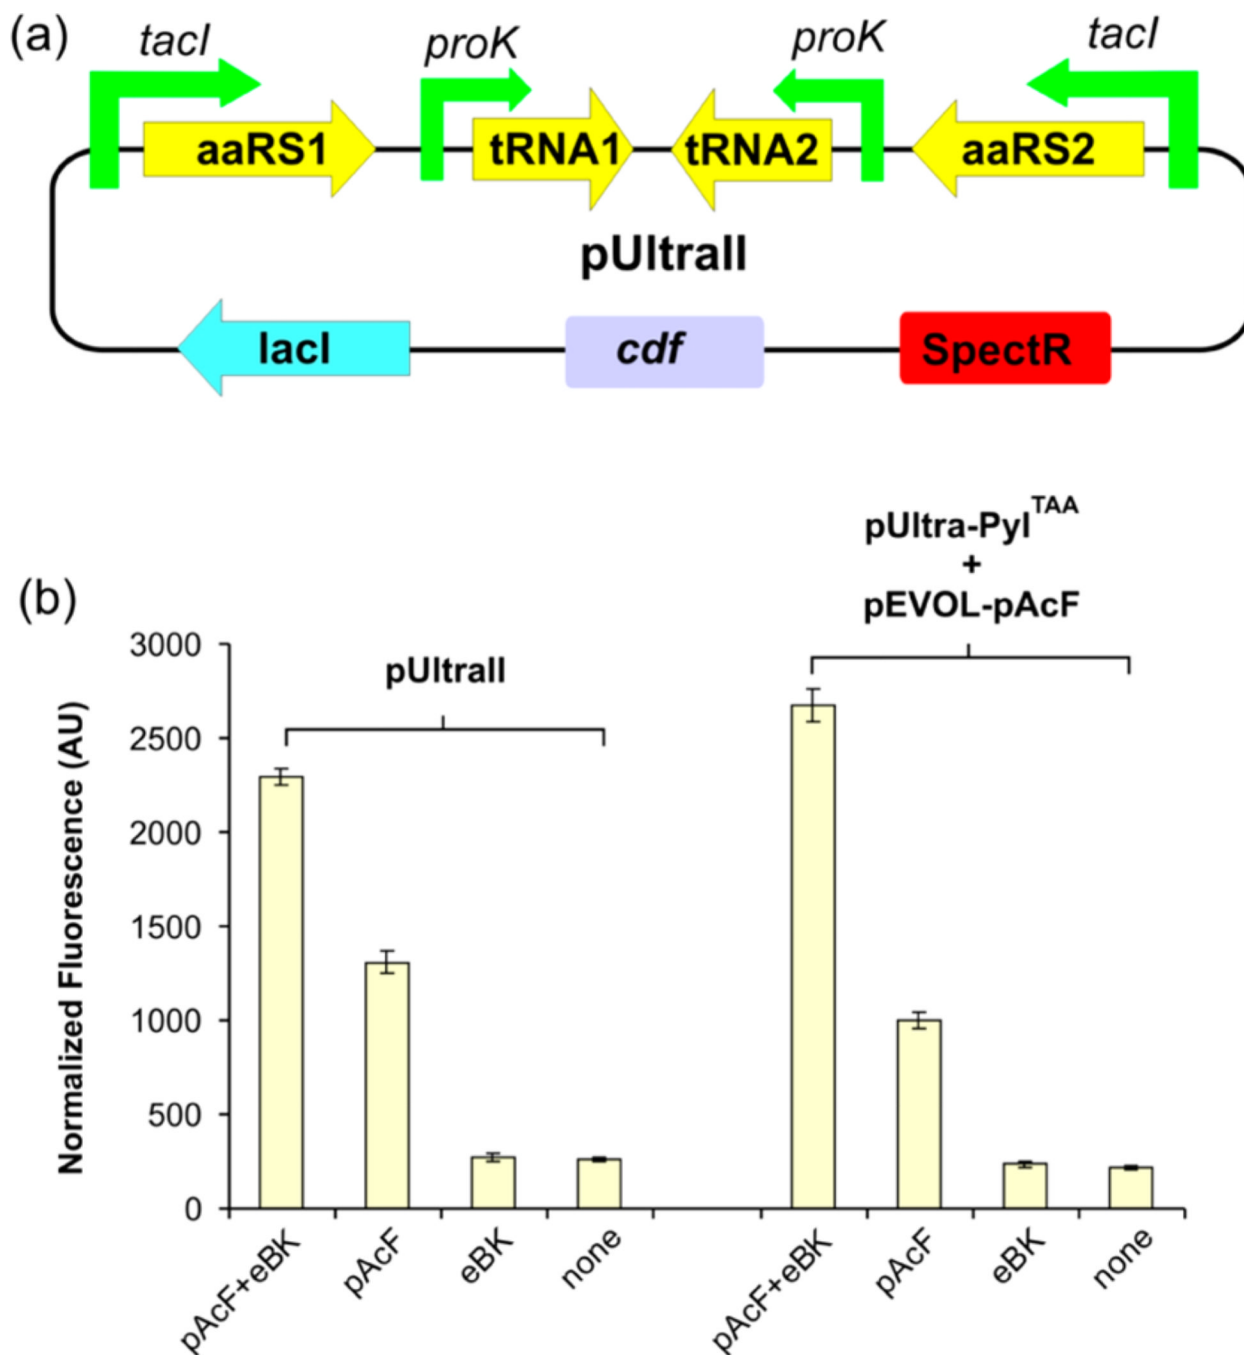 (a)
tacI
proK
proK
tacI
aaRS1
tRNA1
tRNA2
aaRS2
pUltraII
lacI
cdf
SpectR
(b)
pUltra-Pyl^TAA
+
pEVOL-pAcF
pUltraII
Normalized Fluorescence (AU)
3000
2500
2000
1500
1000
500
0
pAcF+eBK
pAcF
eBK
none
pAcF+eBK
pAcF
eBK
none